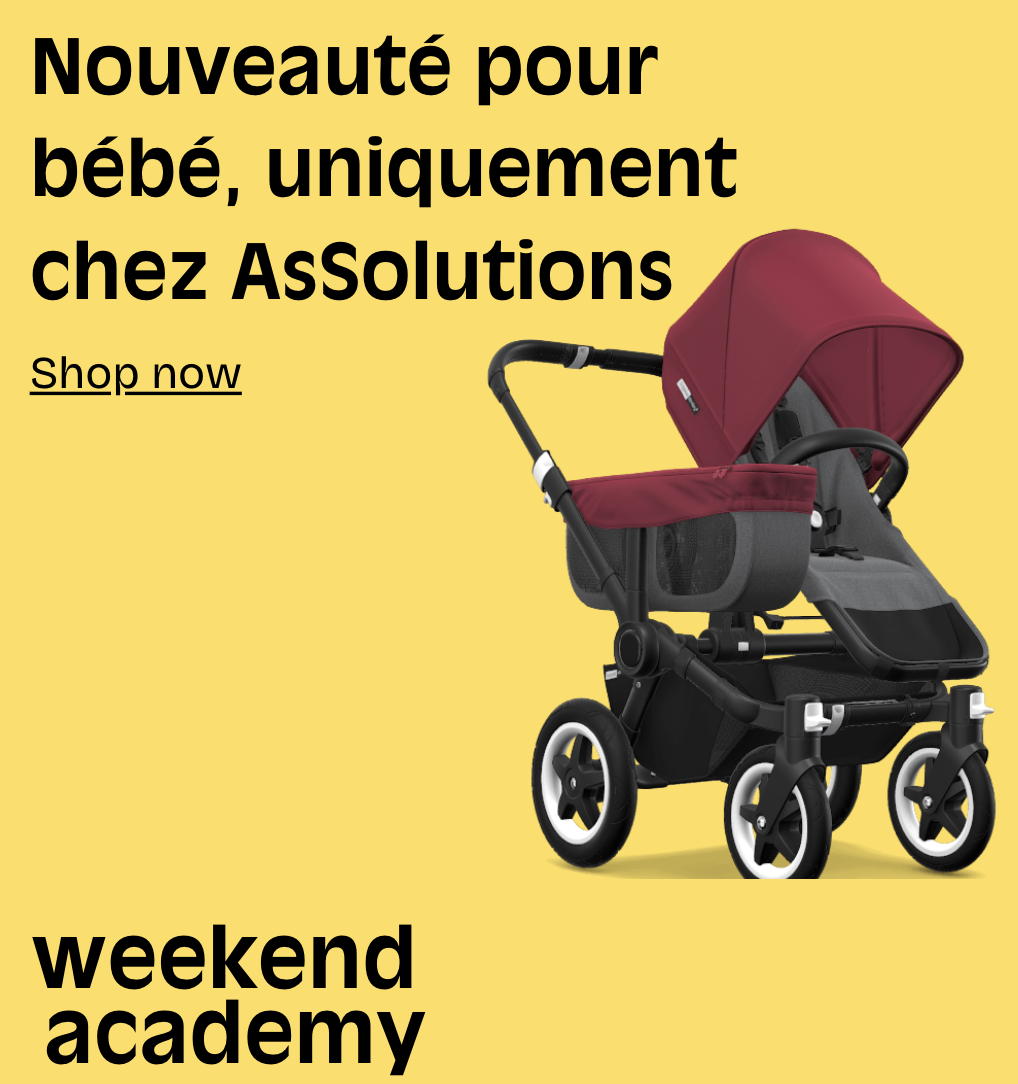 Nouveauté pour
bébé, uniquement
chez AsSolutions
Shop now
weekend
academy